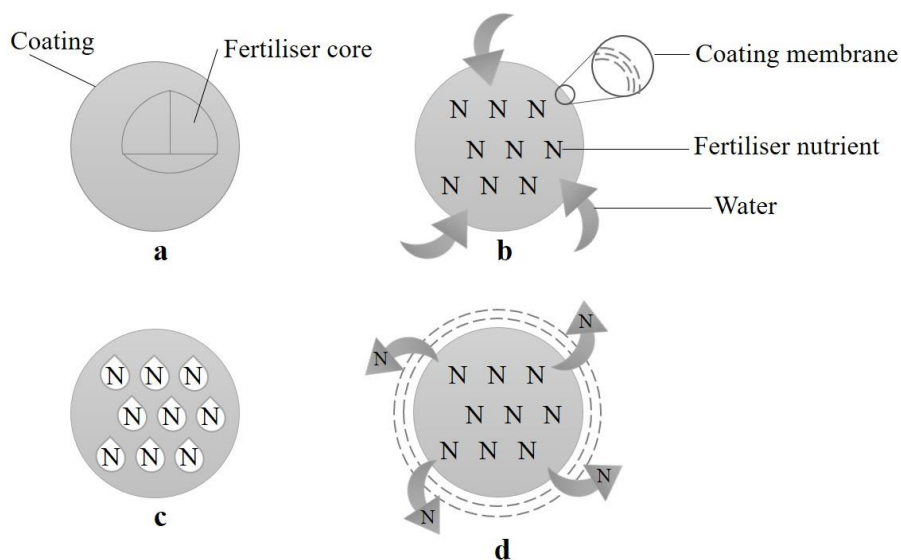 Coating
Fertiliser core
a
N N N
N N N
N N N
Coating membrane
Fertiliser nutrient
Water
b
N N N
N N N
N N N
c
N
N
N N N
N N N
N N N
N
N
d